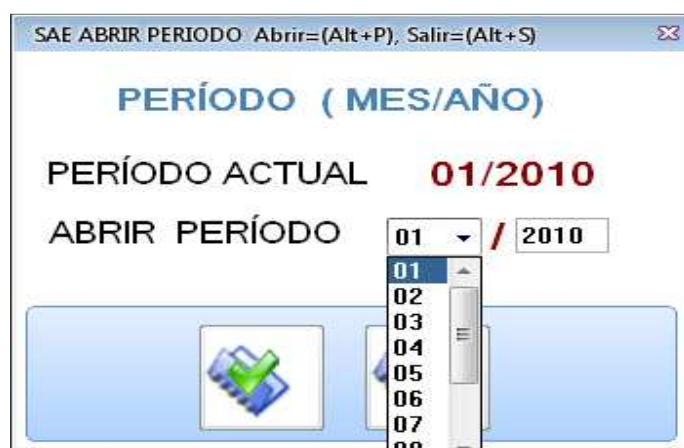 SAE ABRIR PERIODO Abrir=(Alt+P), Salir=(Alt+S)
PERÍODO ( MES/AÑO)
PERÍODO ACTUAL 01/2010
ABRIR PERÍODO 01 / 2010
01
02
03
04
05
06
07